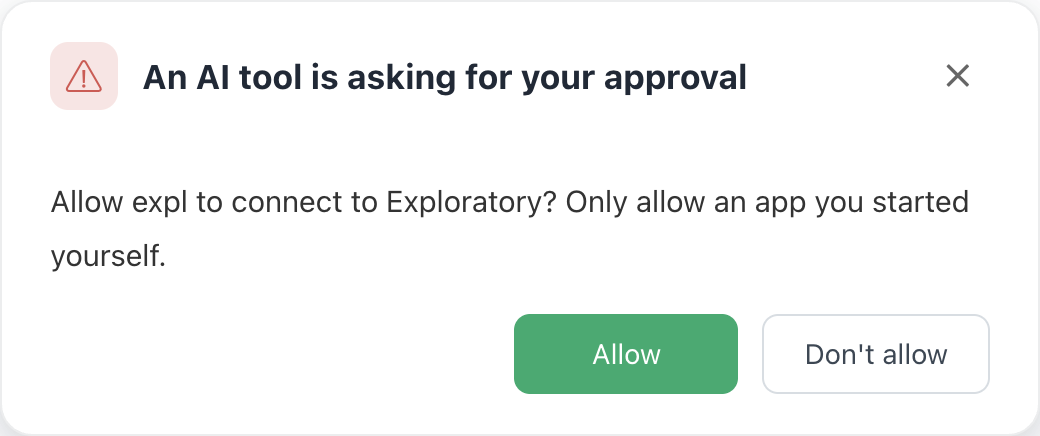 An AI tool is asking for your approval
Allow expl to connect to Exploratory? Only allow an app you started
yourself.
Allow
Don't allow